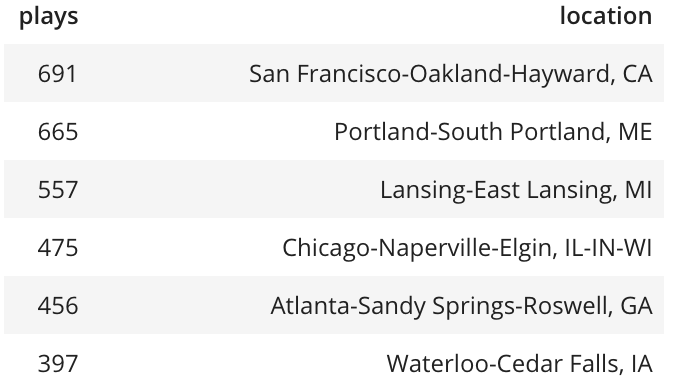 plays location
691 San Francisco-Oakland-Hayward, CA
665 Portland-South Portland, ME
557 Lansing-East Lansing, MI
475 Chicago-Naperville-Elgin, IL-IN-WI
456 Atlanta-Sandy Springs-Roswell, GA
397 Waterloo-Cedar Falls, IA